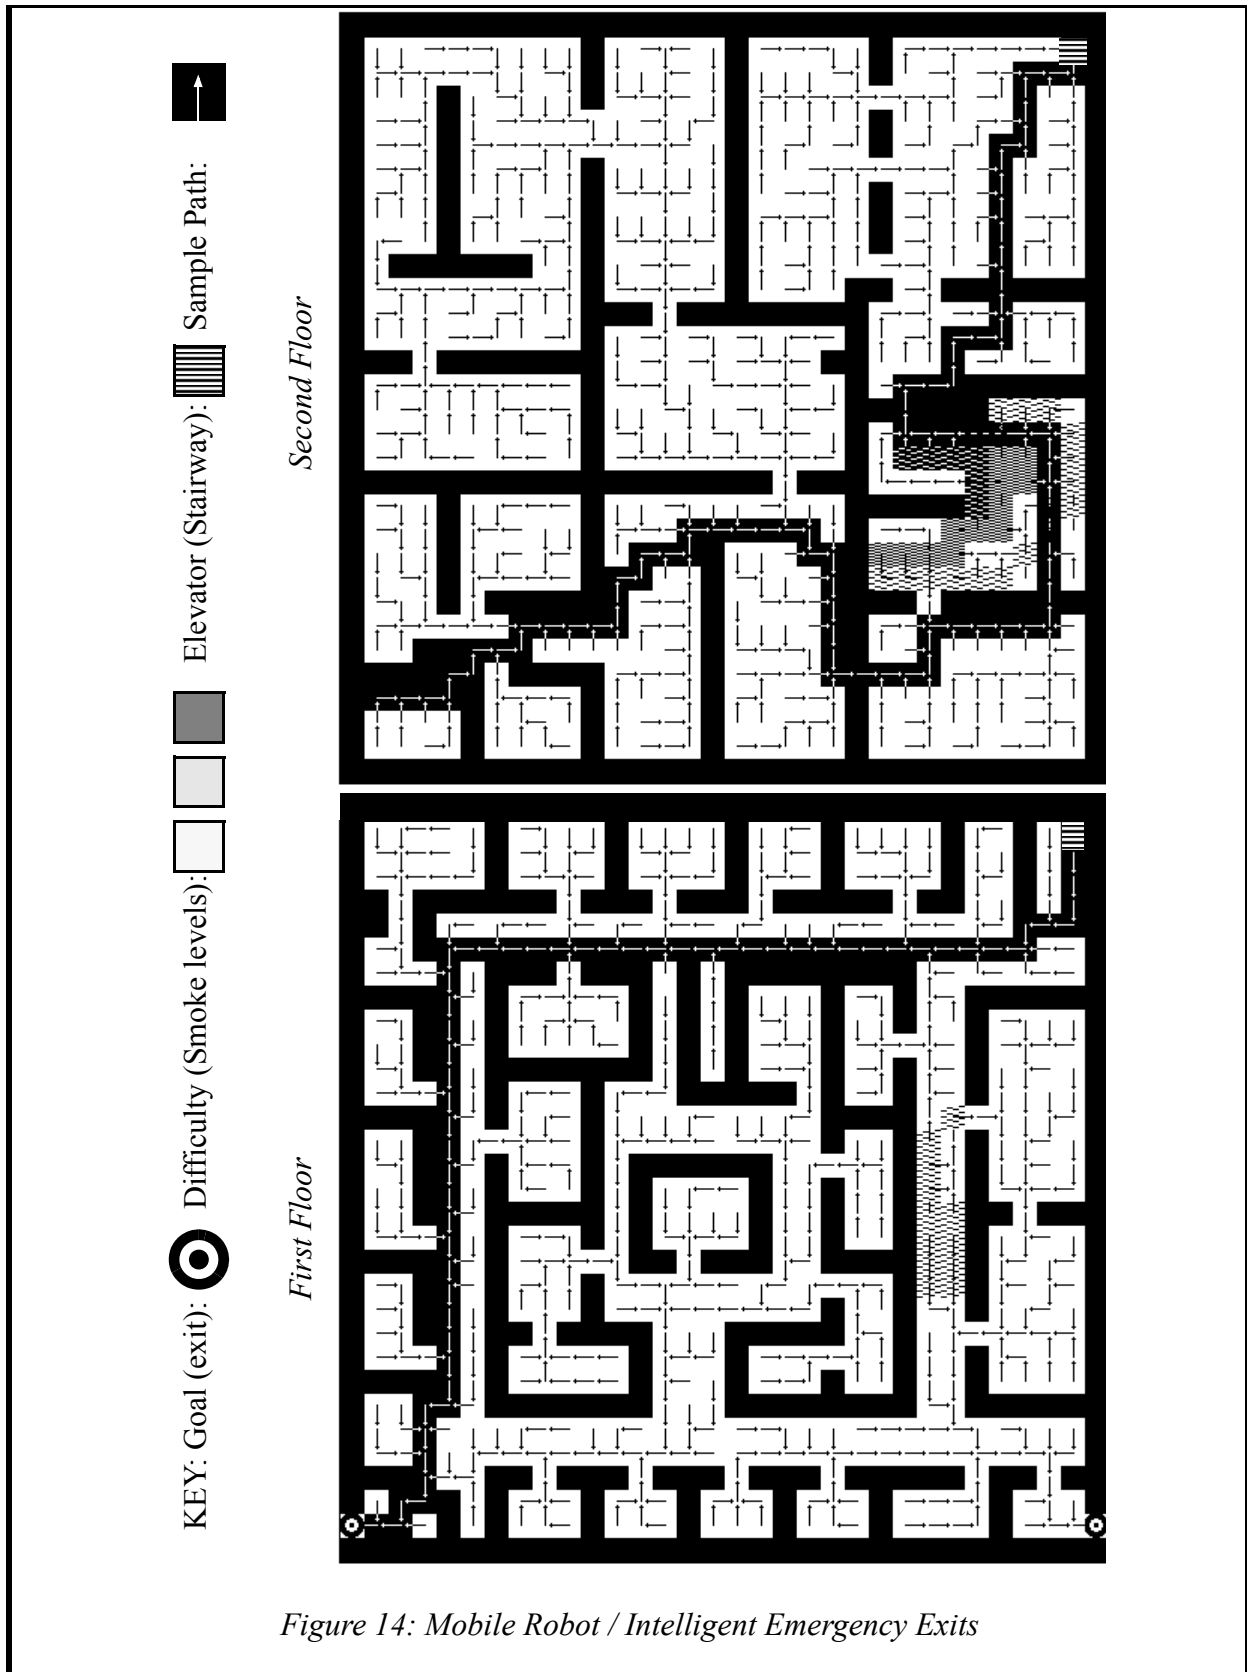 KEY: Goal (exit): Difficulty (Smoke levels): Elevator (Stairway): Sample Path:
First Floor
Second Floor
Figure 14: Mobile Robot / Intelligent Emergency Exits